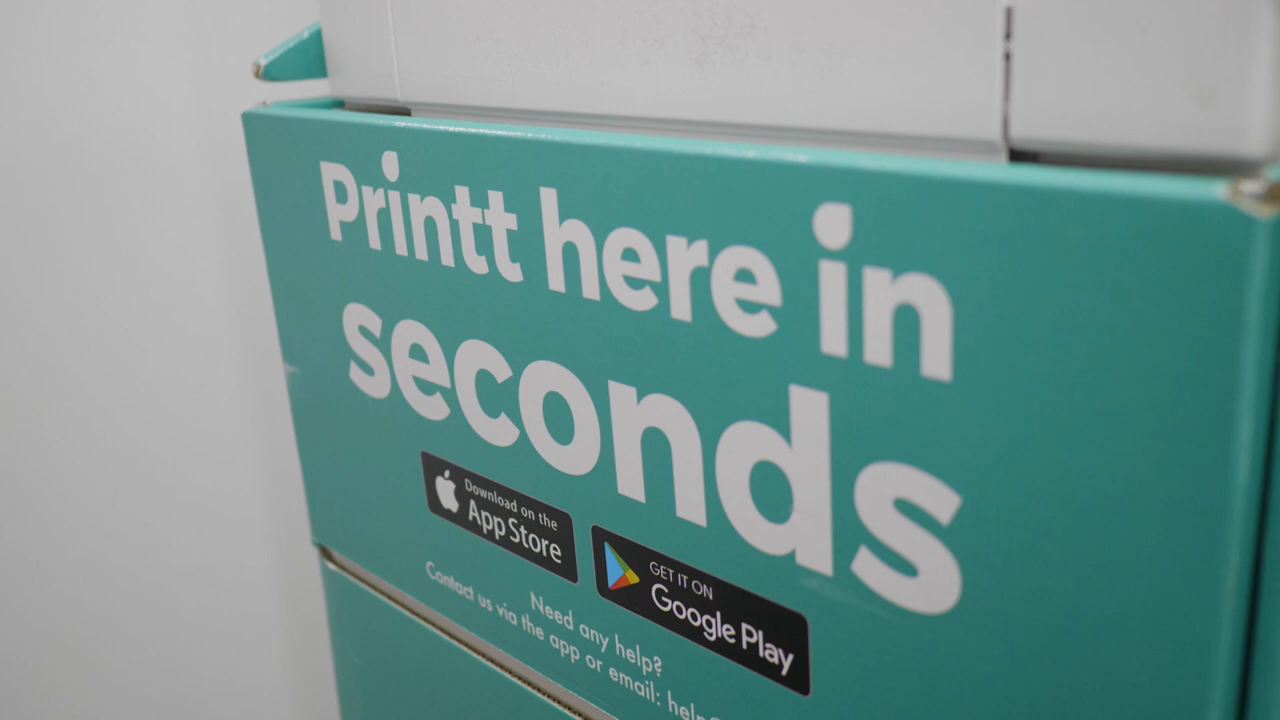 Printt here in
seconds
Download on the
App Store
GET IT ON
Google Play
Need any help?
Contact us via the app or email: